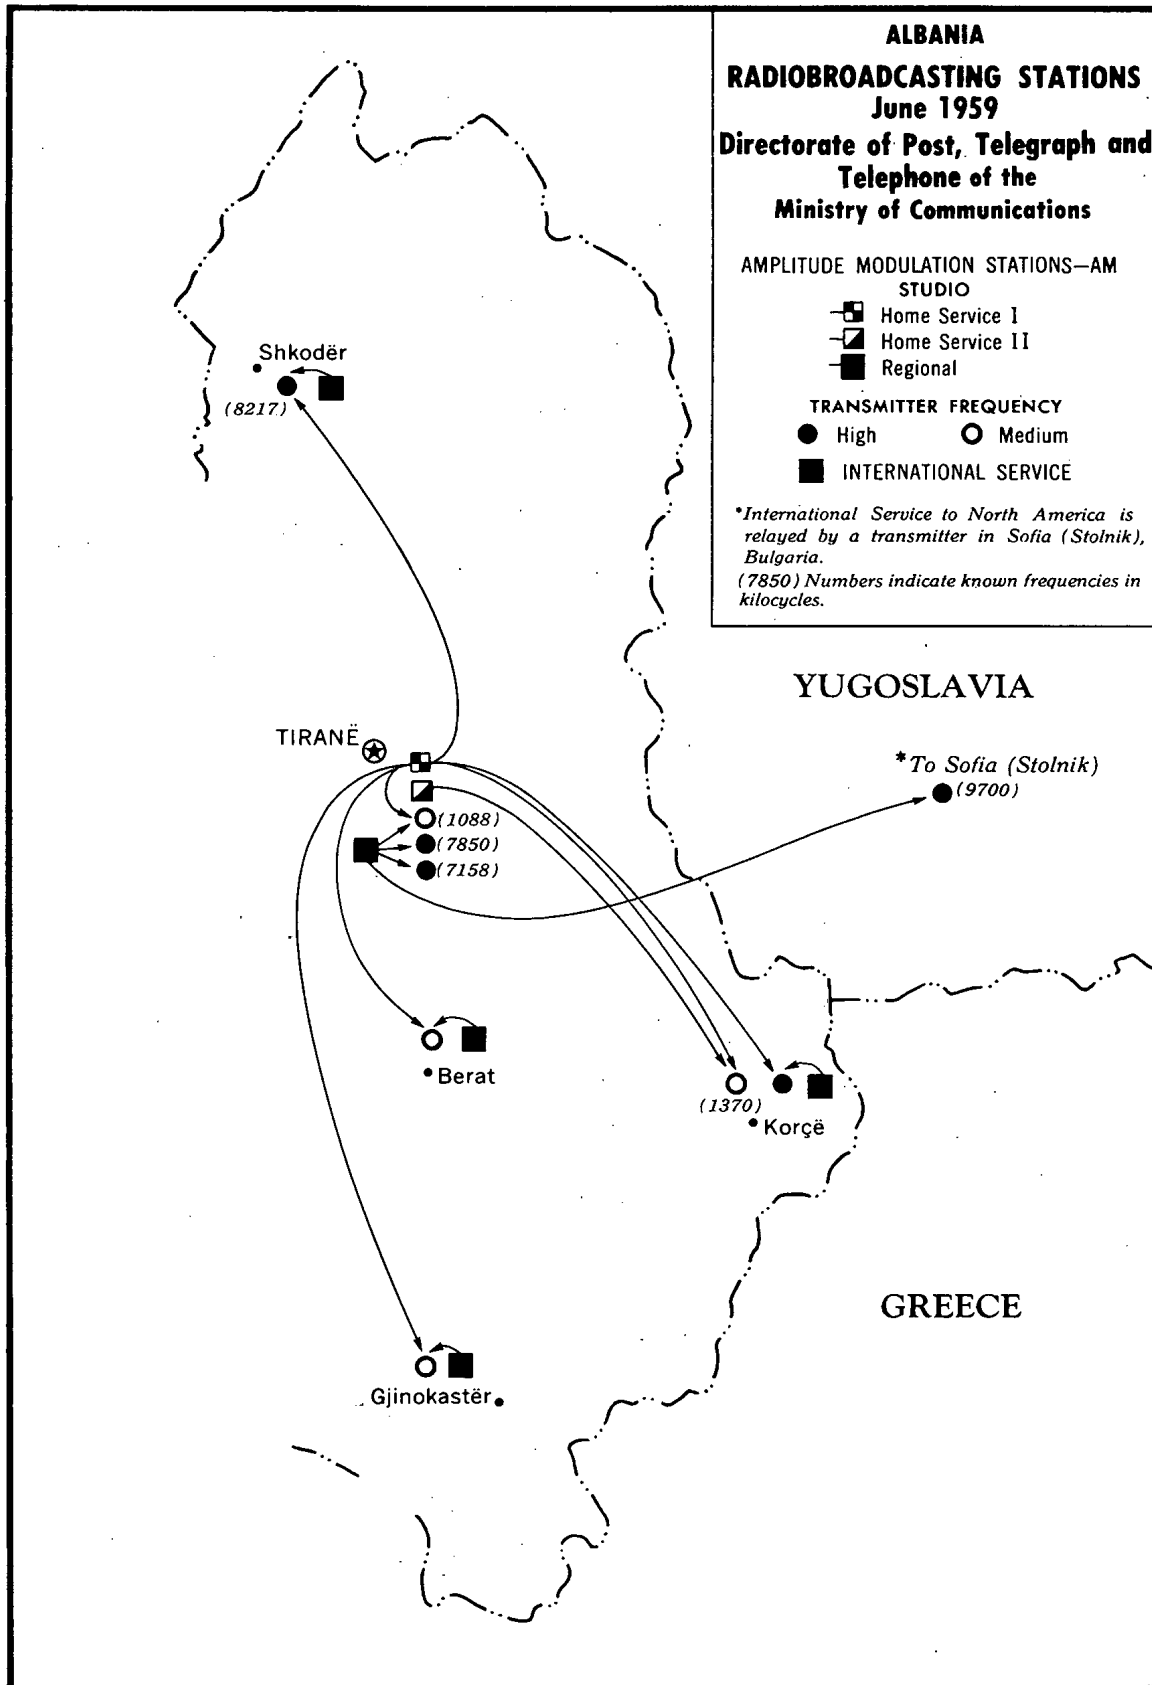 ALBANIA
RADIOBROADCASTING STATIONS
June 1959
Directorate of Post, Telegraph and
Telephone of the
Ministry of Communications
AMPLITUDE MODULATION STATIONS—AM
STUDIO
Home Service I
Home Service II
Regional
TRANSMITTER FREQUENCY
High Medium
INTERNATIONAL SERVICE
*International Service to North America is
relayed by a transmitter in Sofia (Stolnik),
Bulgaria.
(7850) Numbers indicate known frequencies in
kilocycles.
Shkodër
(8217)
YUGOSLAVIA
TIRANË
*To Sofia (Stolnik)
(9700)
(1088)
(7850)
(7158)
Berat
(1370)
Korçë
GREECE
Gjinokastër